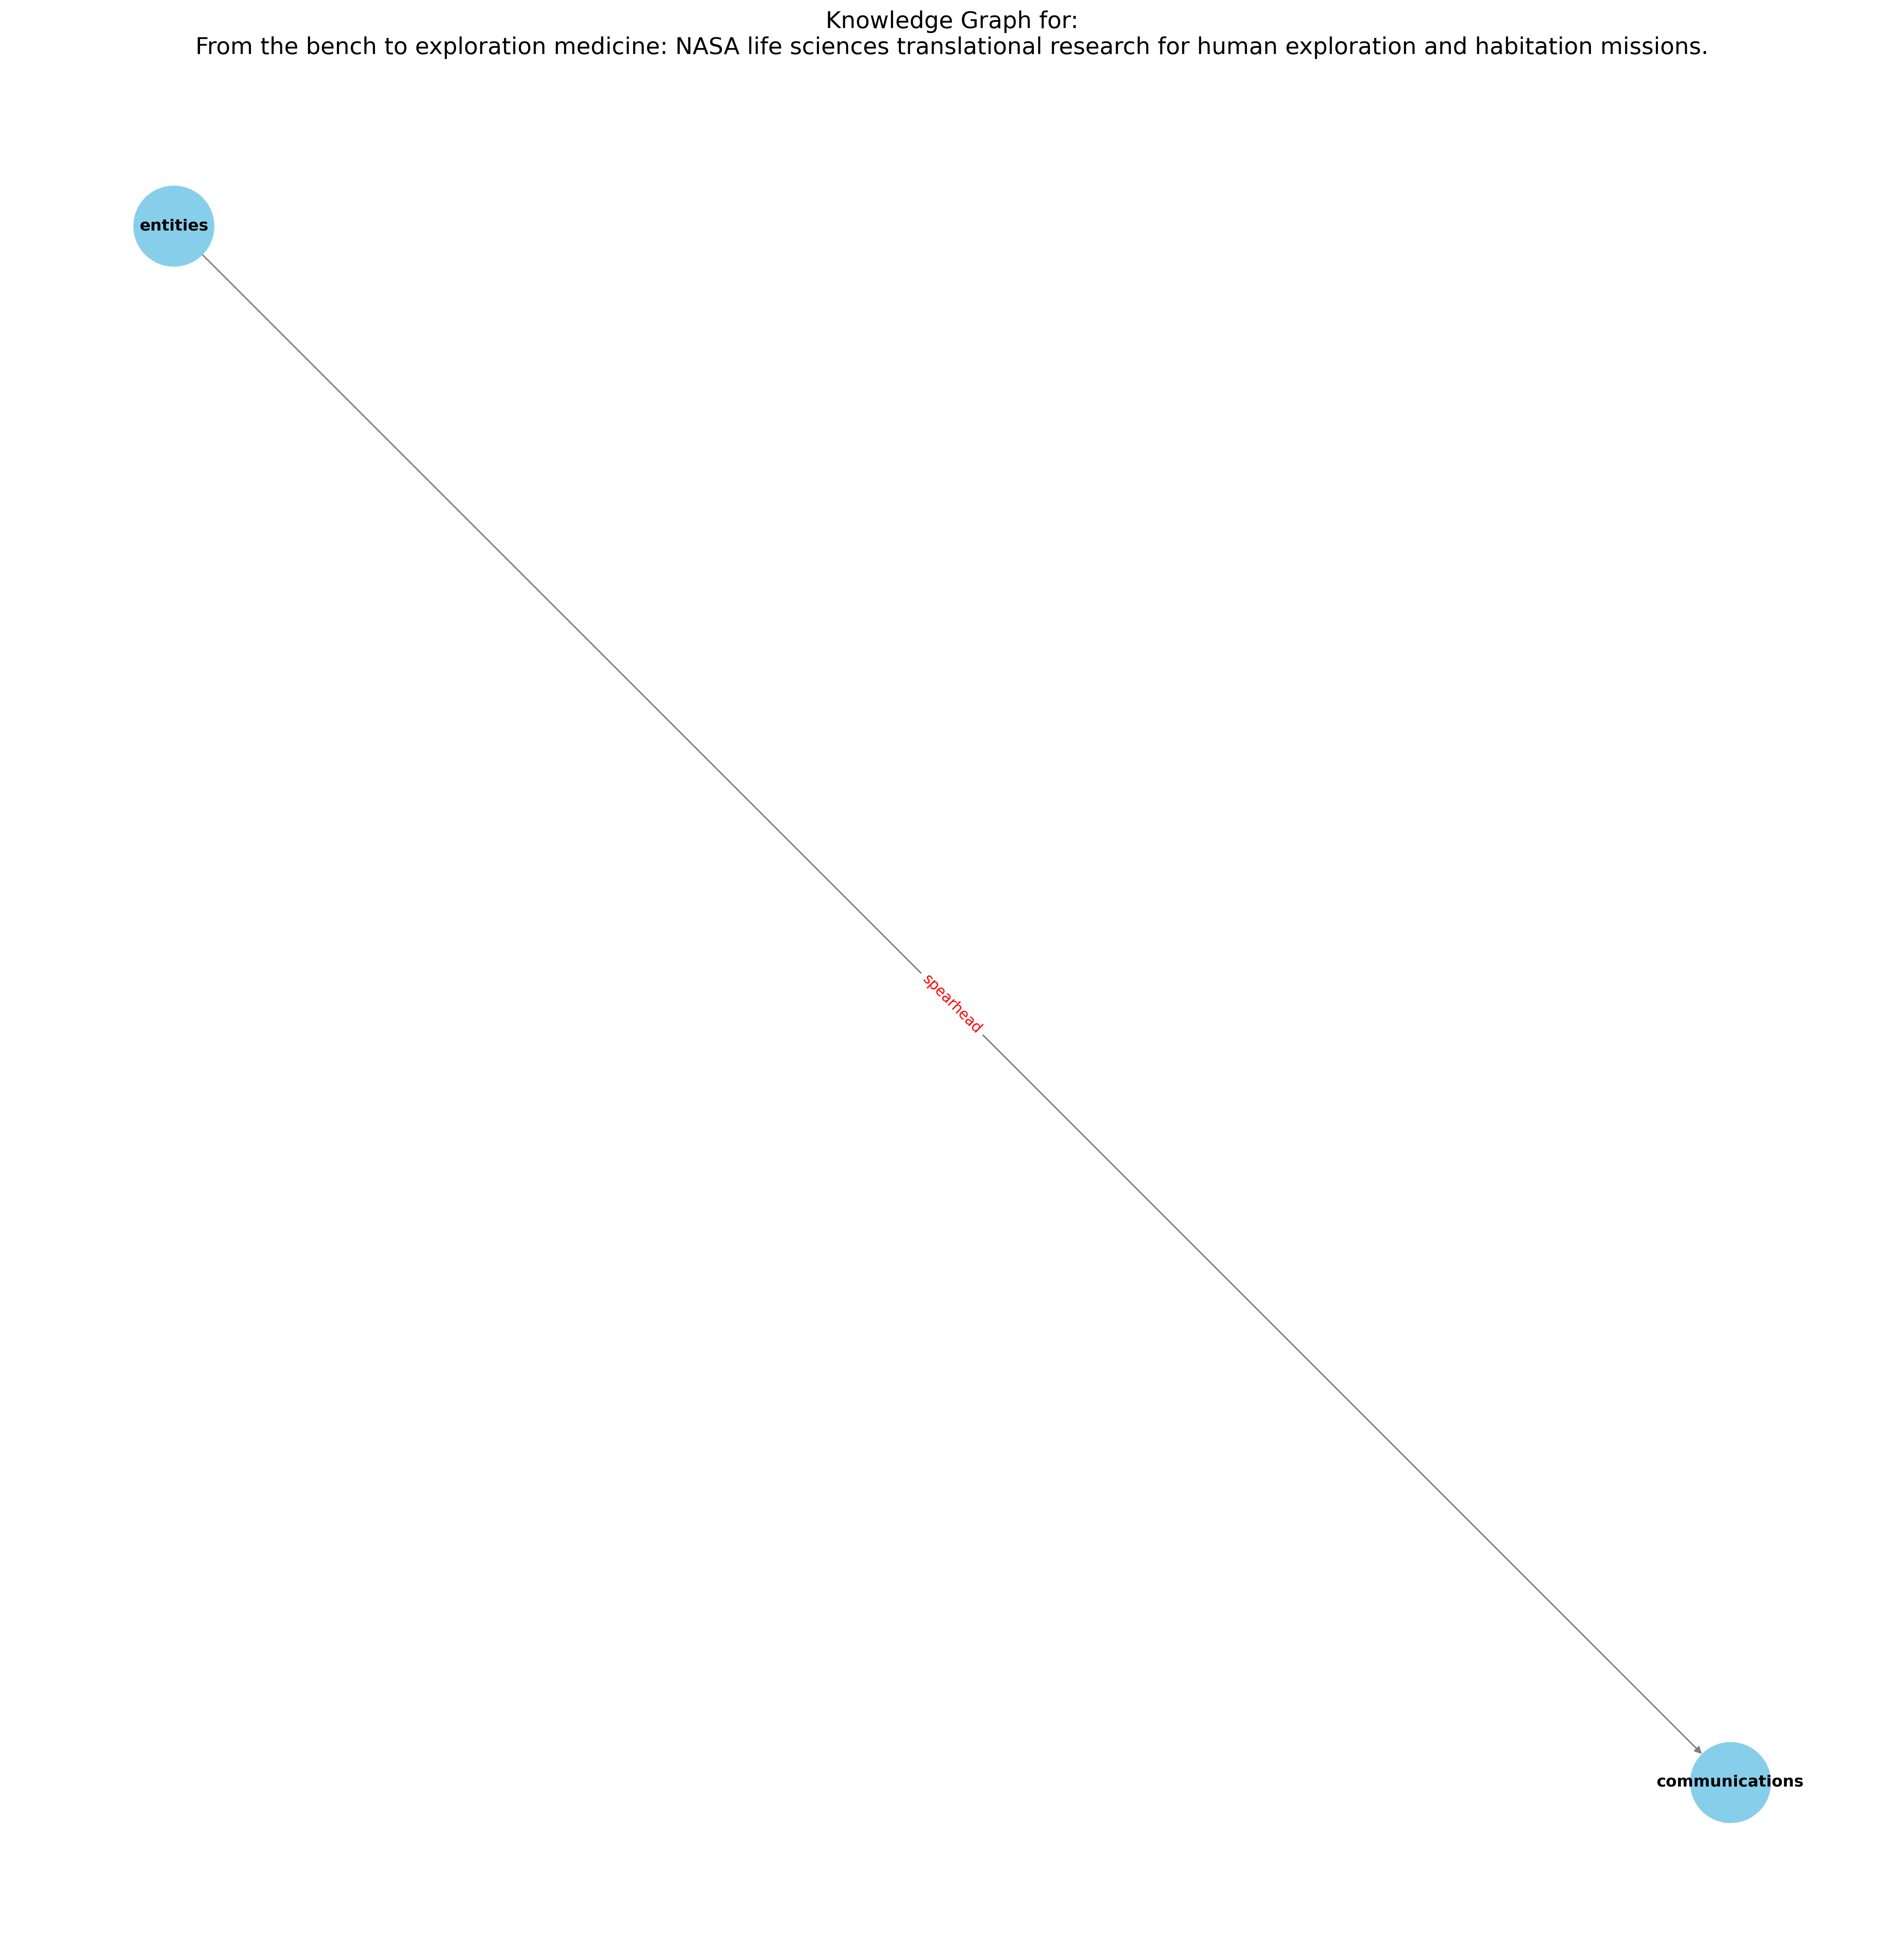 Knowledge Graph for:
From the bench to exploration medicine: NASA life sciences translational research for human exploration and habitation missions.
entities
spearhead
communications